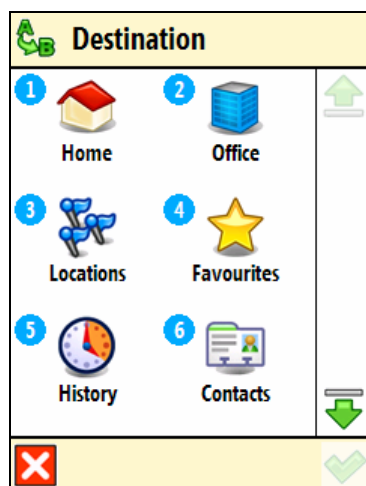 A B Destination
1 2
Home Office
3 4
Locations Favourites
5 6
History Contacts